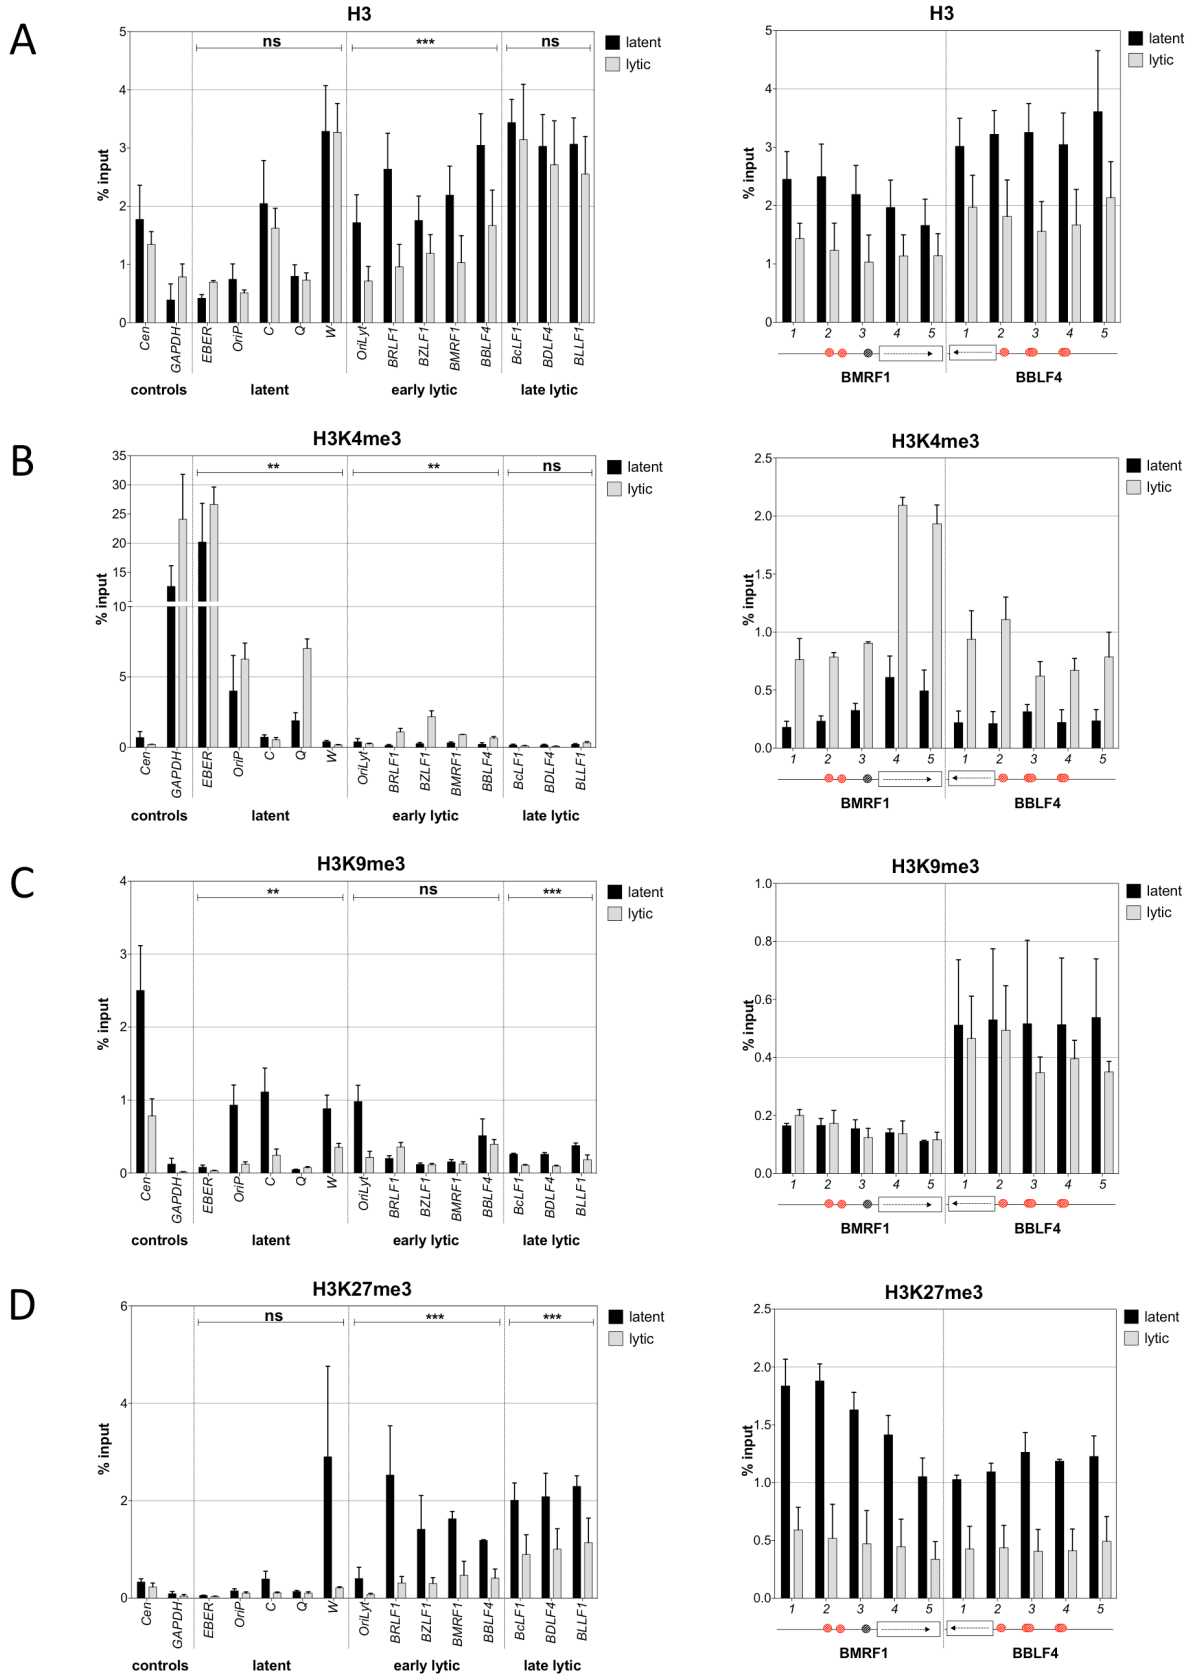 A
H3
5
4
3
2
1
0
% input
ns
***
ns
latent
lytic
Cen
GAPDH
EBER
OriP
C
Q
W
OriLyt
BRLF1
BZLF1
BMRF1
BBLF4
BcLF1
BDLF4
BLLF1
controls
latent
early lytic
late lytic
H3
5
4
3
2
1
0
% input
latent
lytic
1 2 3 4 5 1 2 3 4 5
BMRF1 BBLF4
B
H3K4me3
35
30
25
20
15
10
5
0
% input
**
**
ns
latent
lytic
Cen
GAPDH
EBER
OriP
C
Q
W
OriLyt
BRLF1
BZLF1
BMRF1
BBLF4
BcLF1
BDLF4
BLLF1
controls
latent
early lytic
late lytic
H3K4me3
2.5
2.0
1.5
1.0
0.5
0.0
% input
latent
lytic
1 2 3 4 5 1 2 3 4 5
BMRF1 BBLF4
C
H3K9me3
4
3
2
1
0
% input
**
ns
***
latent
lytic
Cen
GAPDH
EBER
OriP
C
Q
W
OriLyt
BRLF1
BZLF1
BMRF1
BBLF4
BcLF1
BDLF4
BLLF1
controls
latent
early lytic
late lytic
H3K9me3
1.0
0.8
0.6
0.4
0.2
0.0
% input
latent
lytic
1 2 3 4 5 1 2 3 4 5
BMRF1 BBLF4
D
H3K27me3
6
4
2
0
% input
ns
***
***
latent
lytic
Cen
GAPDH
EBER
OriP
C
Q
W
OriLyt
BRLF1
BZLF1
BMRF1
BBLF4
BcLF1
BDLF4
BLLF1
controls
latent
early lytic
late lytic
H3K27me3
2.5
2.0
1.5
1.0
0.5
0.0
% input
latent
lytic
1 2 3 4 5 1 2 3 4 5
BMRF1 BBLF4